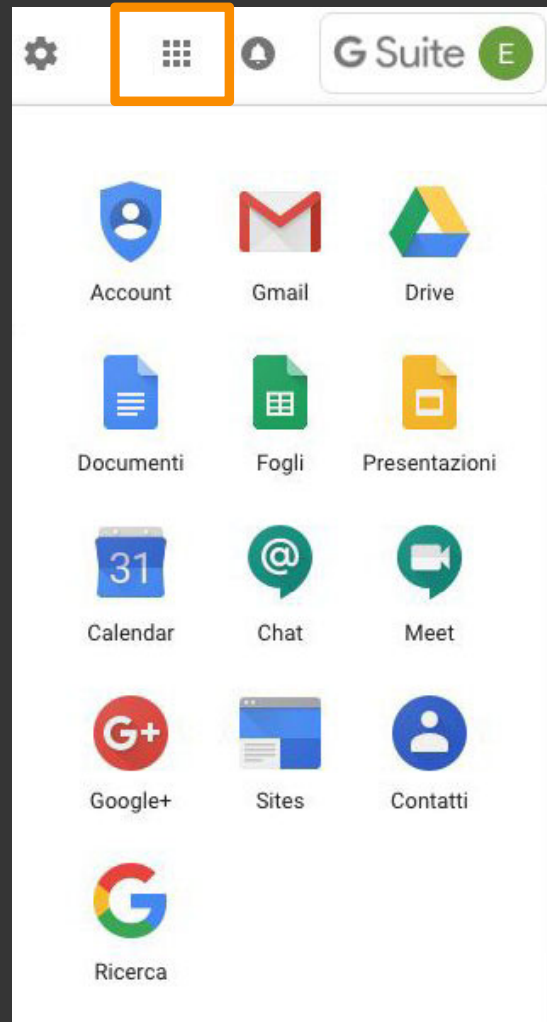 G Suite E
Account Gmail Drive
Documenti Fogli Presentazioni
31
@
Calendar Chat Meet
G+
Google+ Sites Contatti
G
Ricerca